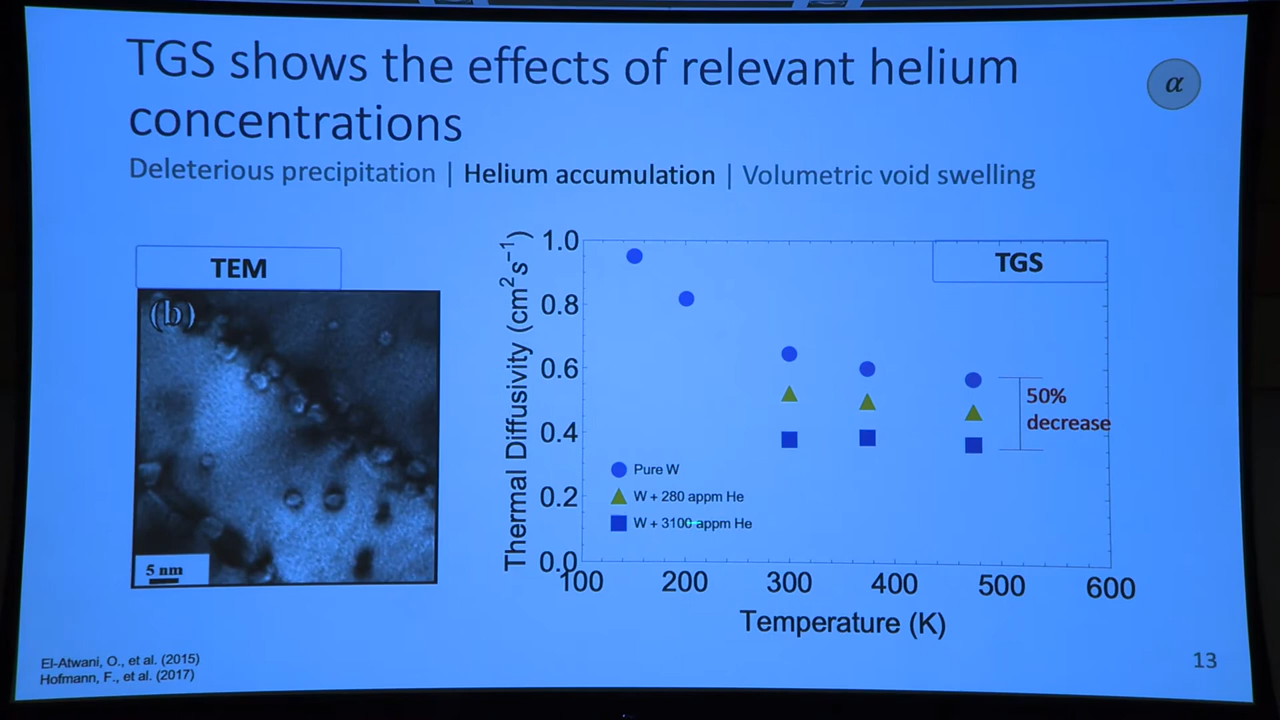 TGS shows the effects of relevant helium
concentrations
α
Deleterious precipitation | Helium accumulation | Volumetric void swelling
TEM
(b)
5 nm
TGS
Thermal Diffusivity (cm²s⁻¹)
1.0
0.8
0.6
0.4
0.2
0.0
50%
decrease
Pure W
W + 280 appm He
W + 3100 appm He
100 200 300 400 500 600
Temperature (K)
El-Atwani, O., et al. (2015)
Hofmann, F., et al. (2017)
13